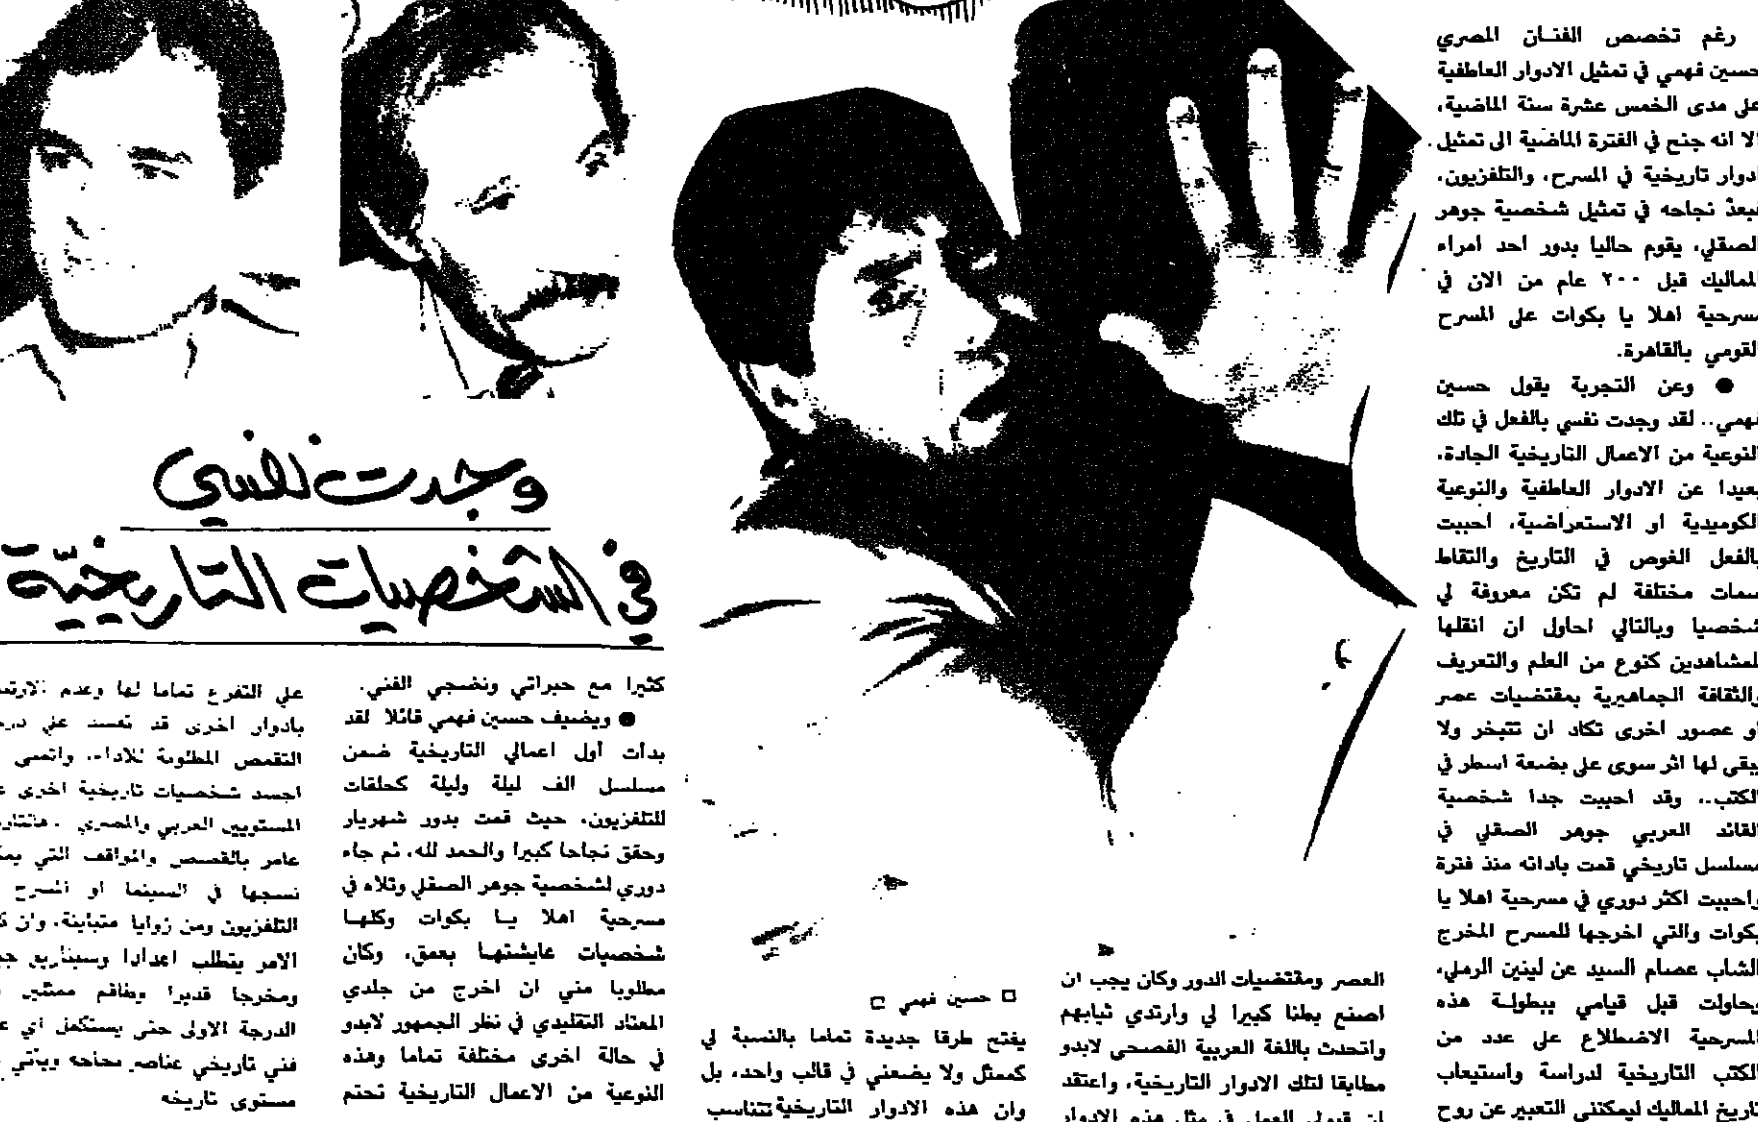 وجدت نفسي
في الشخصيات التاريخية
رغم تخصص الفنان المصري
حسين فهمي في تمثيل الادوار العاطفية
على مدى الخمس عشرة سنة الماضية،
الا انه جنح في الفترة الماضية الى تمثيل
ادوار تاريخية في المسرح، والتلفزيون،
فبعد نجاحه في تمثيل شخصية جوهر
الصقلي، يقوم حاليا بدور احد امراء
المماليك قبل ٢٠٠ عام من الان في
مسرحية اهلا يا بكوات على المسرح
القومي بالقاهرة.
● وعن التجربة يقول حسين
فهمي.. لقد وجدت نفسي بالفعل في تلك
النوعية من الاعمال التاريخية الجادة،
بعيدا عن الادوار العاطفية والنوعية
الكوميدية او الاستعراضية، احببت
بالفعل الغوص في التاريخ والتقاط
سمات مختلفة لم تكن معروفة لي
شخصيا وبالتالي احاول ان انقلها
للمشاهدين كنوع من العلم والتعريف
والثقافة الجماهيرية بمقتضيات عصر
او عصور اخرى تكاد ان تتبخر ولا
يبقى لها اثر سوى على بضعة اسطر في
الكتب.. وقد احببت جدا شخصية
القائد العربي جوهر الصقلي في
مسلسل تاريخي قمت بادائه منذ فترة
واحببت اكثر دوري في مسرحية اهلا يا
بكوات والتي اخرجها للمسرح المخرج
الشاب عصام السيد عن لينين الرملي،
وحاولت قبل قيامي ببطولة هذه
المسرحية الاضطلاع على عدد من
الكتب التاريخية لدراسة واستيعاب
تاريخ المماليك ليمكنني التعبير عن روح
العصر ومقتضيات الدور وكان يجب ان
اصنع بطنا كبيرا لي وارتدي ثيابهم
واتحدث باللغة العربية الفصحى لابدو
مطابقا لتلك الادوار التاريخية، واعتقد
ان قبولي العمل في مثل هذه الادوار
□ حسين فهمي □
يفتح طرقا جديدة تماما بالنسبة لي
كممثل ولا يضعني في قالب واحد، بل
وان هذه الادوار التاريخية تتناسب
كثيرا مع خبراتي ونضجي الفني.
● ويضيف حسين فهمي قائلا لقد
بدأت أول اعمالي التاريخية ضمن
مسلسل الف ليلة وليلة كحلقات
للتلفزيون، حيث قمت بدور شهريار
وحقق نجاحا كبيرا والحمد لله، ثم جاء
دوري لشخصية جوهر الصقلي وتلاه في
مسرحية اهلا يا بكوات وكلها
شخصيات عايشتها بعمق، وكان
مطلوبا مني ان اخرج من جلدي
المعتاد التقليدي في نظر الجمهور لابدو
في حالة اخرى مختلفة تماما وهذه
النوعية من الاعمال التاريخية تحتم
على التفرغ تماما لها وعدم
بادوار اخرى قد تفسد على
التقمص المطلوبة للاداء، واتمنى
اجسد شخصيات تاريخية اخرى
المستويين العربي والمصري.
عامر بالقصص والمواقف التي
نسجها في السينما او المسرح
التلفزيون ومن زوايا متباينة، وان
الامر يتطلب اعدادا وسيناريو
ومخرجا قديرا وطاقم ممثلين
الدرجة الاولى حتى يستكمل اي
فني تاريخي عناصر نجاحه ويأتي
مستوى تاريخه